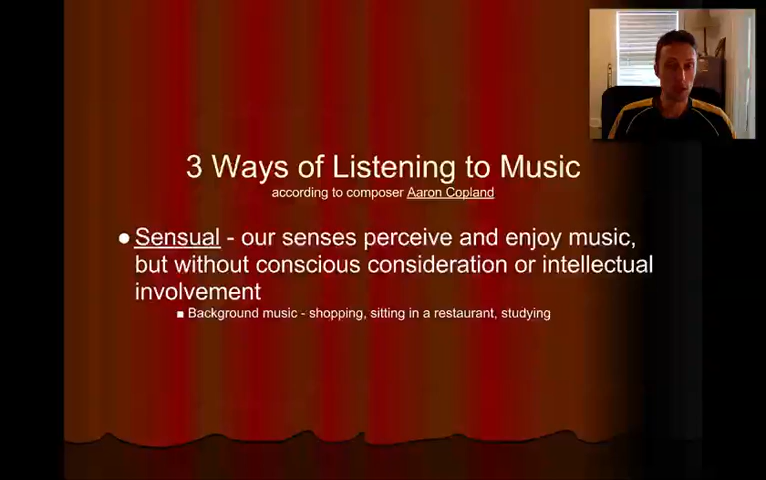 3 Ways of Listening to Music
according to composer Aaron Copland
● Sensual - our senses perceive and enjoy music,
but without conscious consideration or intellectual
involvement
■ Background music - shopping, sitting in a restaurant, studying